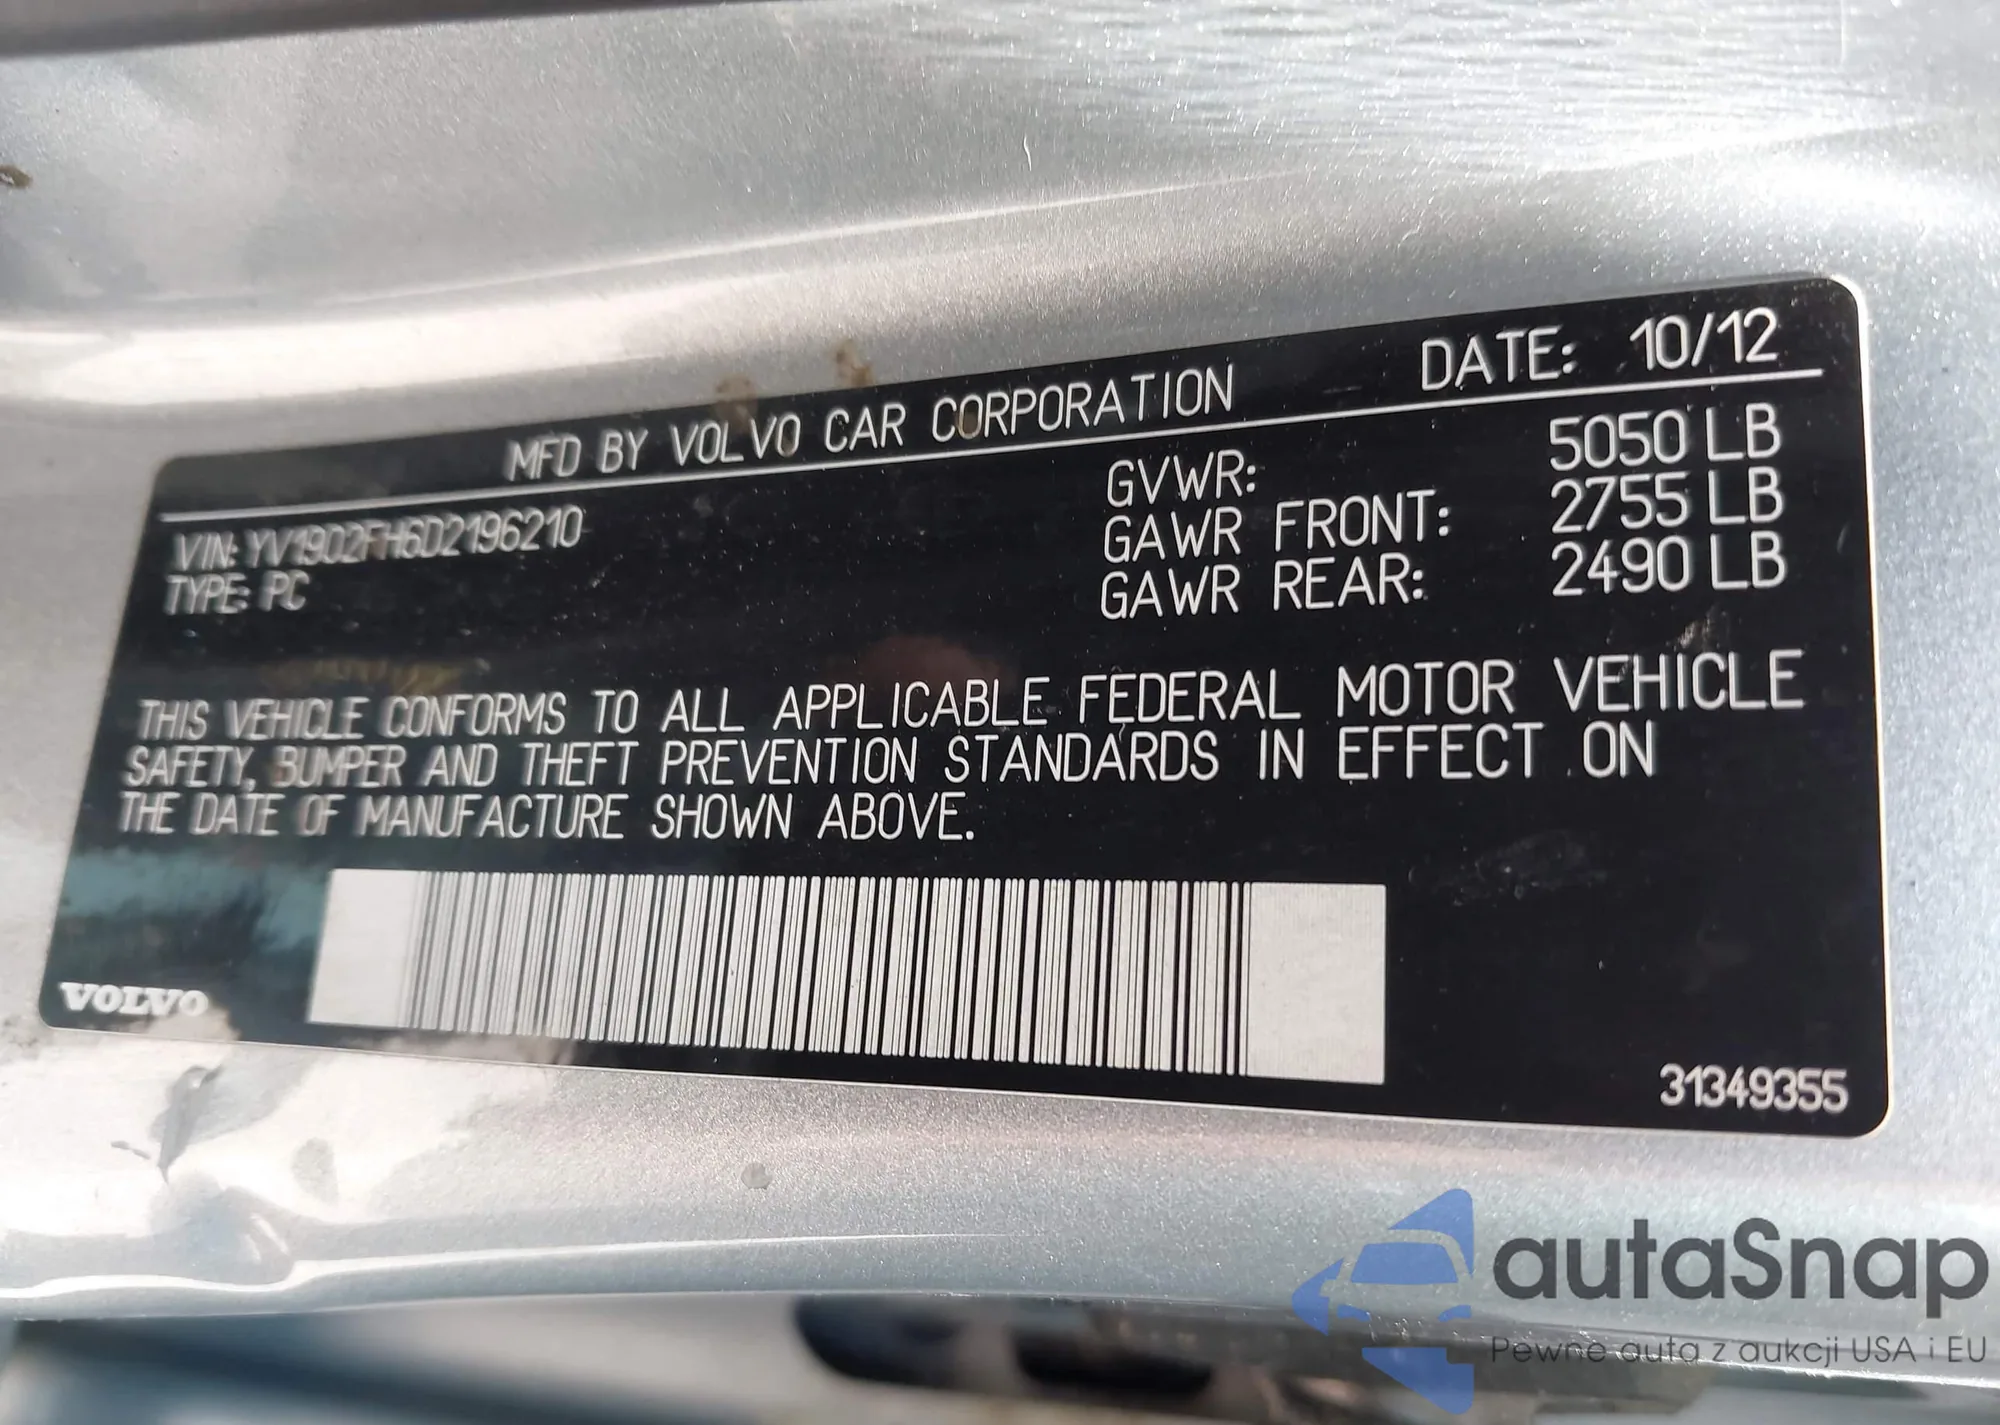 MFD BY VOLVO CAR CORPORATION DATE: 10/12
VIN: YV1902FH6D2196210 GVWR: 5050 LB
TYPE: PC GAWR FRONT: 2755 LB
GAWR REAR: 2490 LB
THIS VEHICLE CONFORMS TO ALL APPLICABLE FEDERAL MOTOR VEHICLE
SAFETY, BUMPER AND THEFT PREVENTION STANDARDS IN EFFECT ON
THE DATE OF MANUFACTURE SHOWN ABOVE.
VOLVO
31349355
autaSnap
Pewne auta z aukcji USA i EU